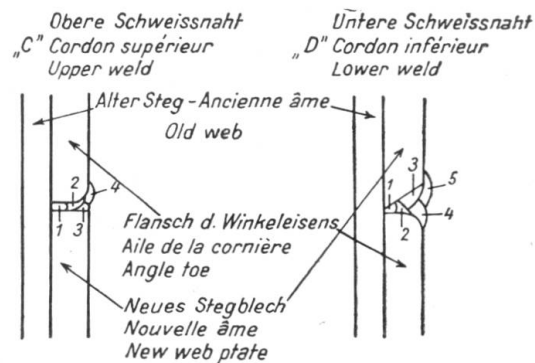 Obere Schweissnaht
„C" Cordon supérieur
Upper weld
Untere Schweissnaht
„D" Cordon inférieur
Lower weld
Alter Steg - Ancienne âme
Old web
2
4
1
3
3
5
1
2
4
Flansch d. Winkeleisens
Aile de la cornière
Angle toe
Neues Stegblech
Nouvelle âme
New web ptate